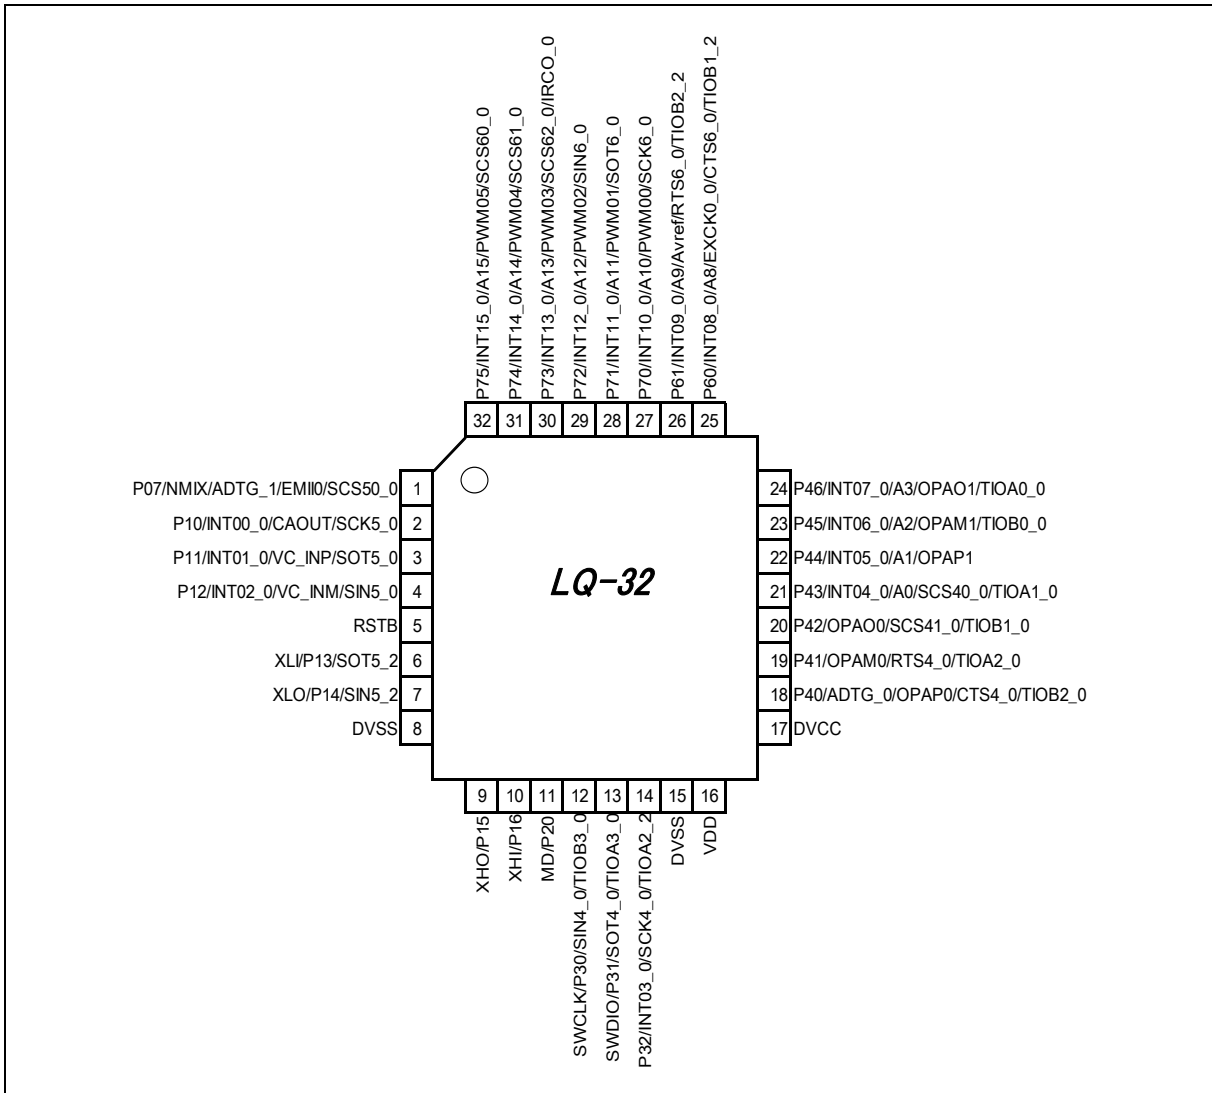 P75/INT15_0/A15/PWM05/SCS60_0
P74/INT14_0/A14/PWM04/SCS61_0
P73/INT13_0/A13/PWM03/SCS62_0/IRCO_0
P72/INT12_0/A12/PWM02/SIN6_0
P71/INT11_0/A11/PWM01/SOT6_0
P70/INT10_0/A10/PWM00/SCK6_0
P61/INT09_0/A9/Avref/RTS6_0/TIOB2_2
P60/INT08_0/A8/EXCK0_0/CTS6_0/TIOB1_2
32 31 30 29 28 27 26 25
P07/NMIX/ADTG_1/EMII0/SCS50_0 1
P10/INT00_0/CAOUT/SCK5_0 2
P11/INT01_0/VC_INP/SOT5_0 3
P12/INT02_0/VC_INM/SIN5_0 4
RSTB 5
XLI/P13/SOT5_2 6
XLO/P14/SIN5_2 7
DVSS 8
LQ-32
24 P46/INT07_0/A3/OPAO1/TIOA0_0
23 P45/INT06_0/A2/OPAM1/TIOB0_0
22 P44/INT05_0/A1/OPAP1
21 P43/INT04_0/A0/SCS40_0/TIOA1_0
20 P42/OPAO0/SCS41_0/TIOB1_0
19 P41/OPAM0/RTS4_0/TIOA2_0
18 P40/ADTG_0/OPAP0/CTS4_0/TIOB2_0
17 DVCC
9 10 11 12 13 14 15 16
XHO/P15
XHI/P16
MD/P20
SWCLK/P30/SIN4_0/TIOB3_0
SWDIO/P31/SOT4_0/TIOA3_0
P32/INT03_0/SCK4_0/TIOA2_2
DVSS
VDD